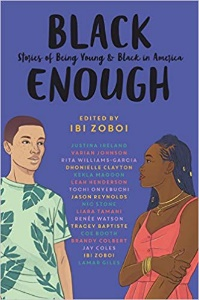 BLACK
Stories of Being Young & Black in America
ENOUGH
EDITED BY
IBI ZOBOI
JUSTINA IRELAND
VARIAN JOHNSON
RITA WILLIAMS-GARCIA
DHONIELLE CLAYTON
KEKLA MAGOON
LEAH HENDERSON
TOCHI ONYEBUCHI
JASON REYNOLDS
NIC STONE
LIARA TAMANI
RENÉE WATSON
TRACEY BAPTISTE
COE BOOTH
BRANDY COLBERT
JAY COLES
IBI ZOBOI
LAMAR GILES